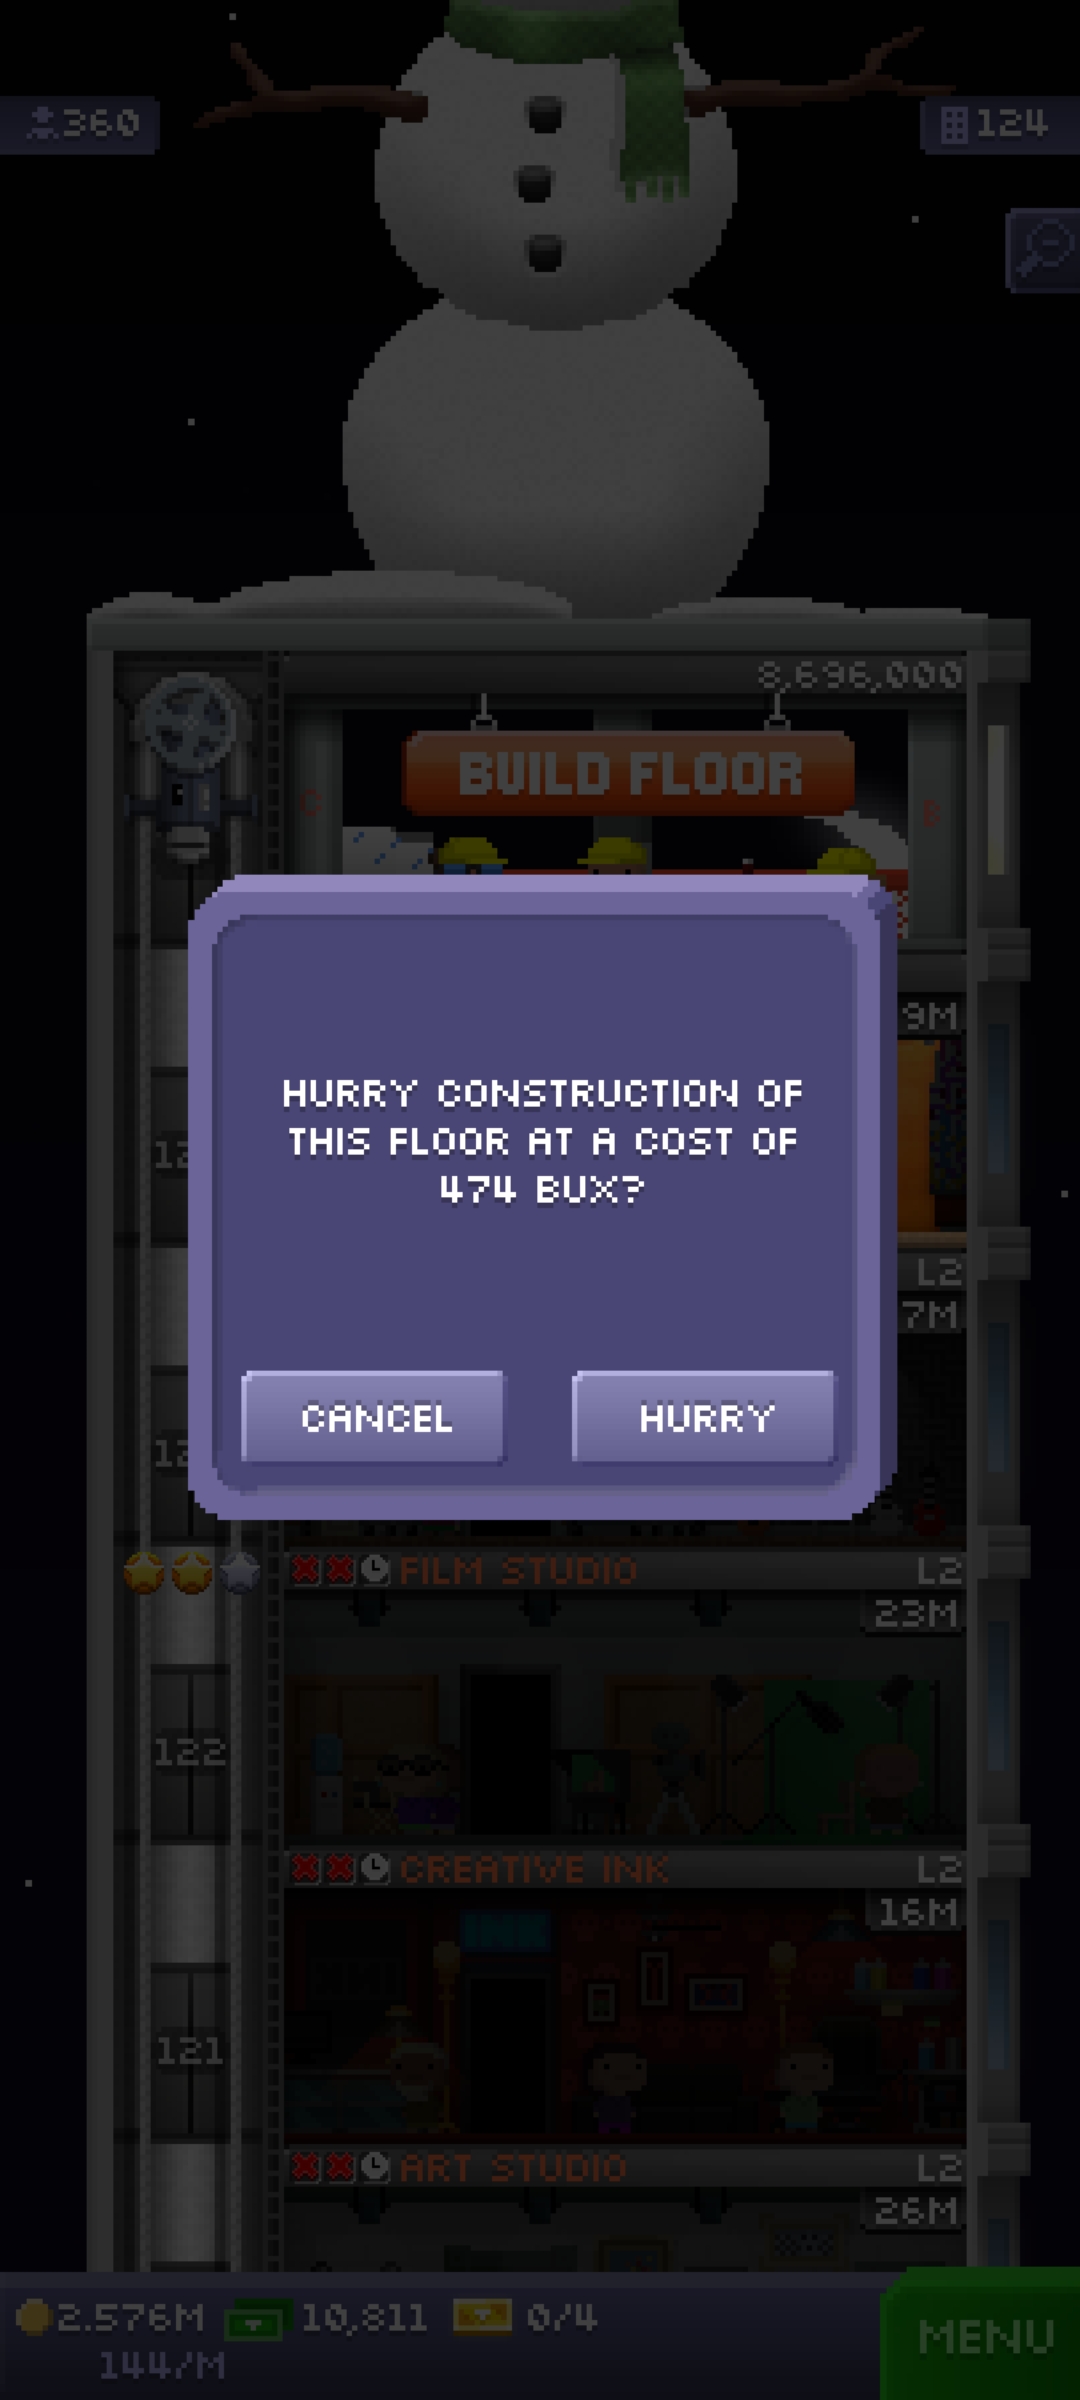 360
124
8,696,000
BUILD FLOOR
C
B
9M
HURRY CONSTRUCTION OF
THIS FLOOR AT A COST OF
474 BUX?
L2
7M
CANCEL
HURRY
FILM STUDIO
L2
23M
122
CREATIVE INK
L2
16M
INK
121
ART STUDIO
L2
26M
2.576M
10,811
0/4
144/M
MENU